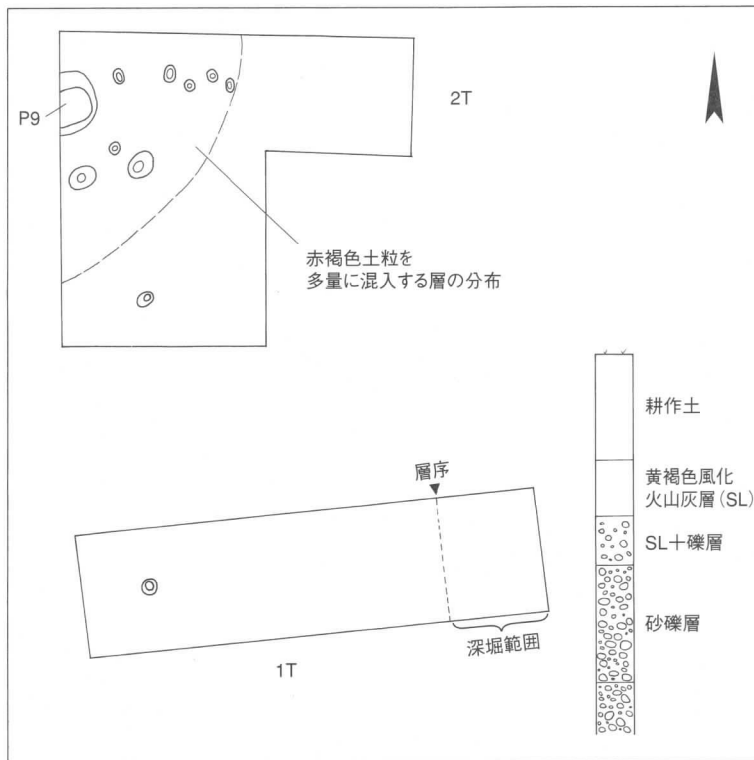 2T
P9
赤褐色土粒を
多量に混入する層の分布
層序
深堀範囲
1T
耕作土
黄褐色風化
火山灰層(SL)
SL+礫層
砂礫層